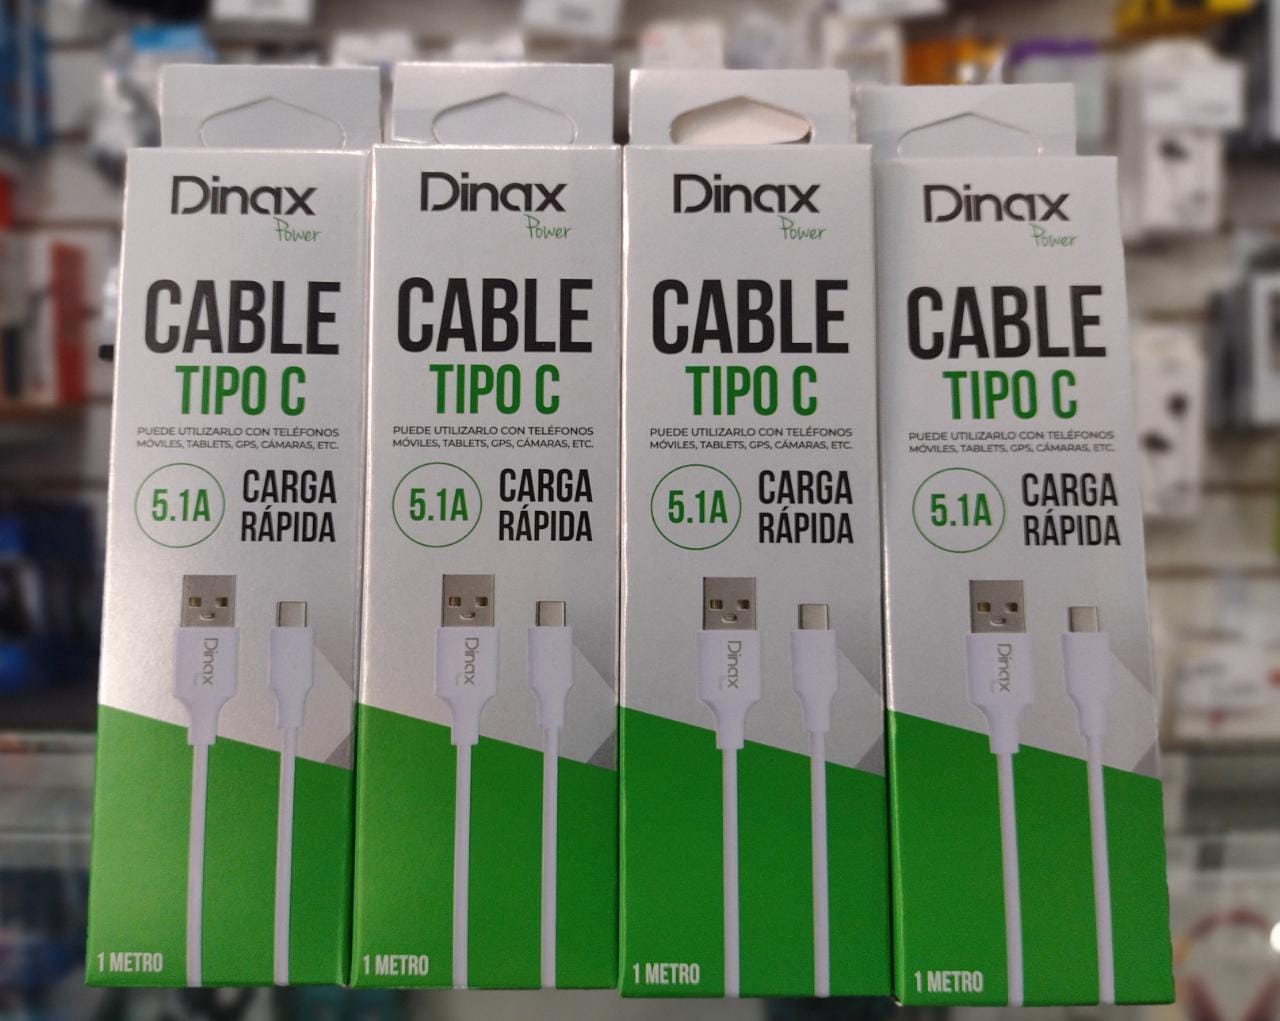 Dinax
Power
CABLE
TIPO C
PUEDE UTILIZARLO CON TELÉFONOS
MÓVILES, TABLETS, GPS, CÁMARAS, ETC.
5.1A
CARGA
RÁPIDA
Dinax
1 METRO
Dinax
Power
CABLE
TIPO C
PUEDE UTILIZARLO CON TELÉFONOS
MÓVILES, TABLETS, GPS, CÁMARAS, ETC.
5.1A
CARGA
RÁPIDA
Dinax
1 METRO
Dinax
Power
CABLE
TIPO C
PUEDE UTILIZARLO CON TELÉFONOS
MÓVILES, TABLETS, GPS, CÁMARAS, ETC.
5.1A
CARGA
RÁPIDA
Dinax
1 METRO
Dinax
Power
CABLE
TIPO C
PUEDE UTILIZARLO CON TELÉFONOS
MÓVILES, TABLETS, GPS, CÁMARAS, ETC.
5.1A
CARGA
RÁPIDA
Dinax
1 METRO